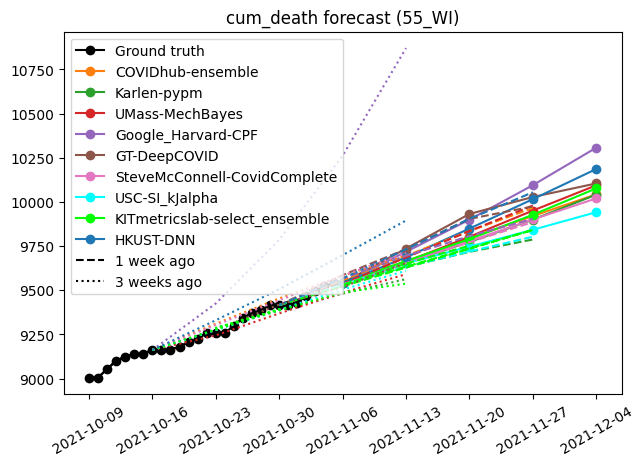 cum_death forecast (55_WI)
Ground truth
COVIDhub-ensemble
Karlen-pypm
UMass-MechBayes
Google_Harvard-CPF
GT-DeepCOVID
SteveMcConnell-CovidComplete
USC-SI_kJalpha
KITmetricslab-select_ensemble
HKUST-DNN
1 week ago
3 weeks ago
10750
10500
10250
10000
9750
9500
9250
9000
2021-10-09
2021-10-16
2021-10-23
2021-10-30
2021-11-06
2021-11-13
2021-11-20
2021-11-27
2021-12-04